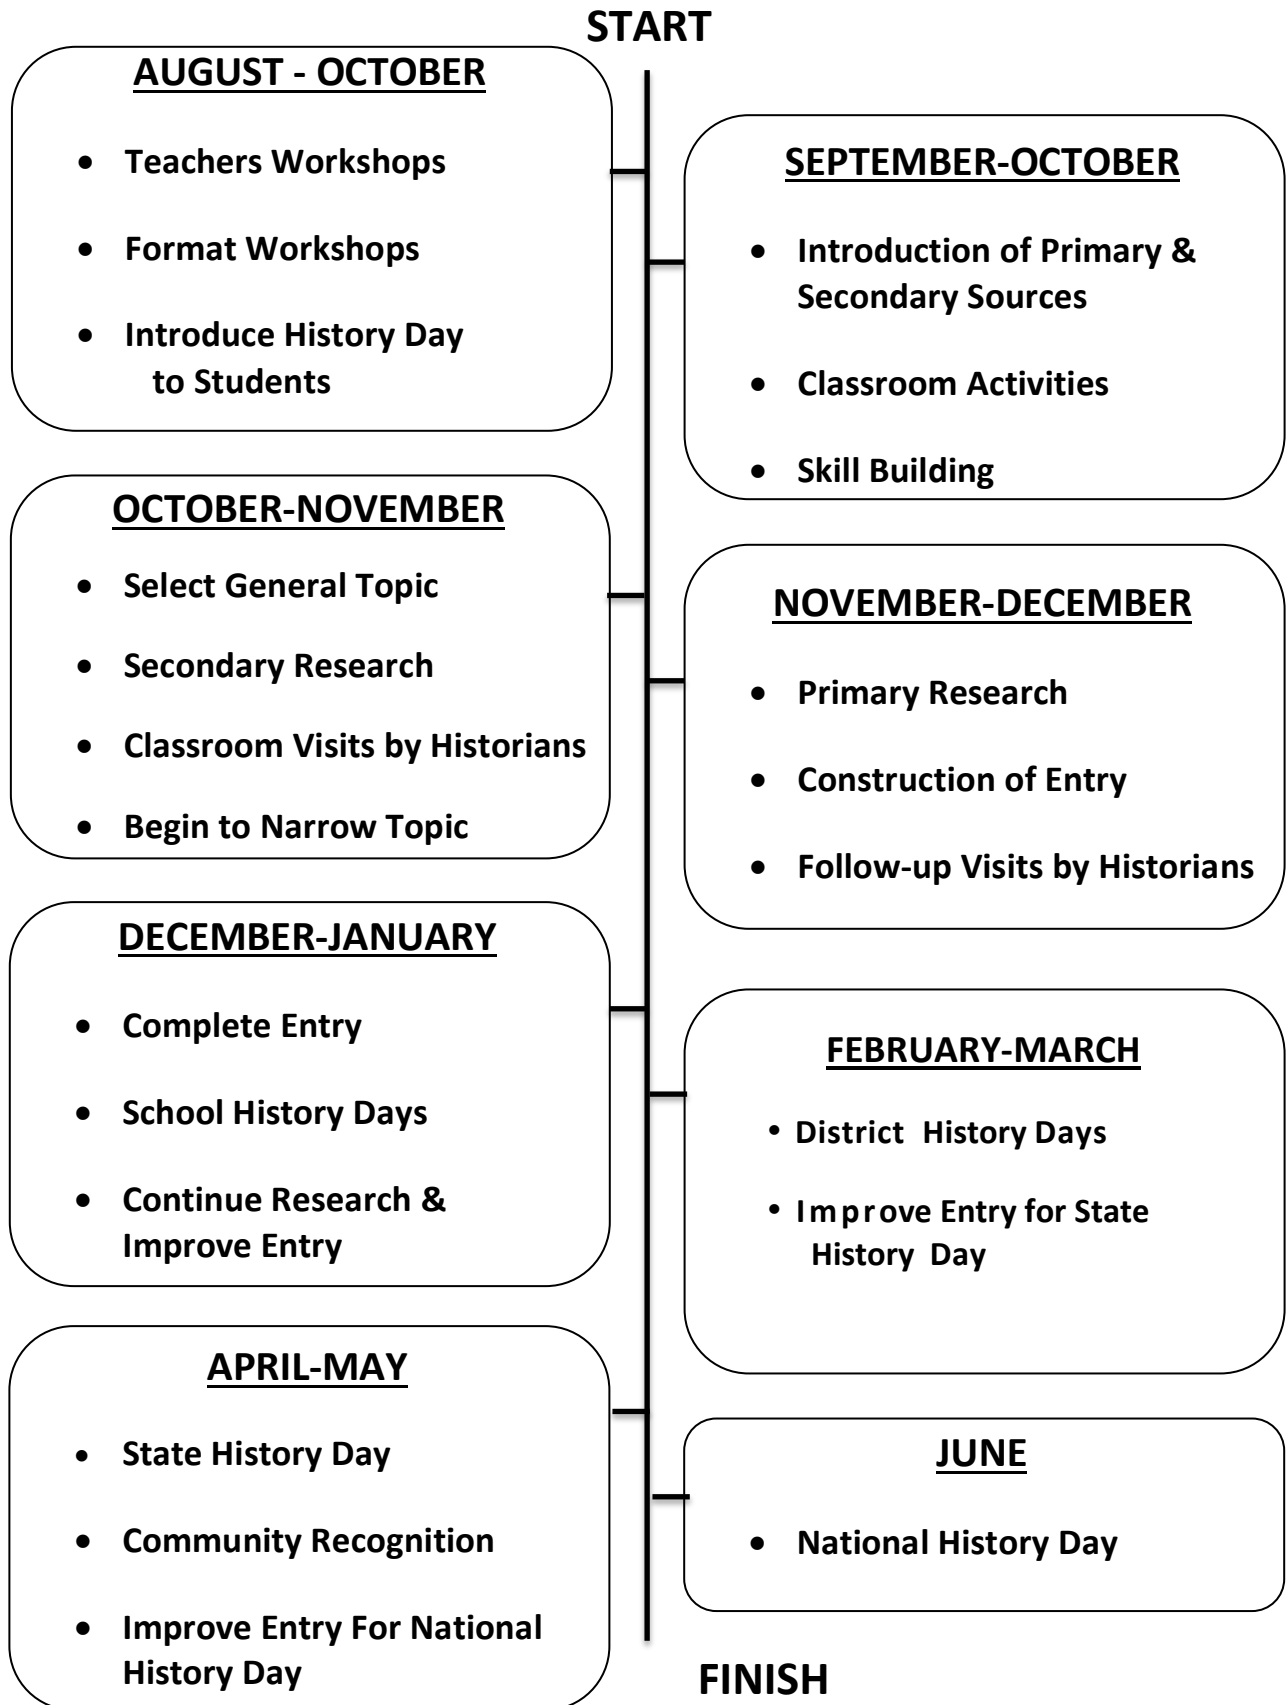 START
AUGUST - OCTOBER
• Teachers Workshops
• Format Workshops
• Introduce History Day
to Students
SEPTEMBER-OCTOBER
• Introduction of Primary &
Secondary Sources
• Classroom Activities
• Skill Building
OCTOBER-NOVEMBER
• Select General Topic
• Secondary Research
• Classroom Visits by Historians
• Begin to Narrow Topic
NOVEMBER-DECEMBER
• Primary Research
• Construction of Entry
• Follow-up Visits by Historians
DECEMBER-JANUARY
• Complete Entry
• School History Days
• Continue Research &
Improve Entry
FEBRUARY-MARCH
• District History Days
• Improve Entry for State
History Day
APRIL-MAY
• State History Day
• Community Recognition
• Improve Entry For National
History Day
JUNE
• National History Day
FINISH